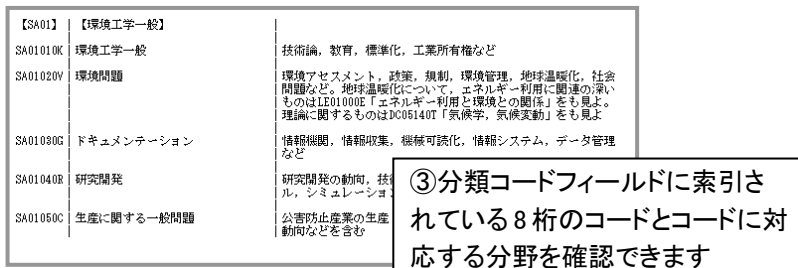 【SA01】 【環境工学一般】
SA01010K 環境工学一般 技術論，教育，標準化，工業所有権など
SA01020V 環境問題 環境アセスメント，政策，規制，環境管理，地球温暖化，社会
問題など。地球温暖化について，エネルギー利用に関連の深い
ものはLE01000E「エネルギー利用と環境との関係」をも見よ。
理論に関するものはDC05140T「気候学，気候変動」をも見よ
SA01030G ドキュメンテーション 情報機関，情報収集，機械可読化，情報システム，データ管理
など
SA01040R 研究開発 研究開発の動向，技
ル，シミュレーショ
SA01050C 生産に関する一般問題 公害防止産業の生産
動向などを含む
③分類コードフィールドに索引さ
れている8桁のコードとコードに対
応する分野を確認できます